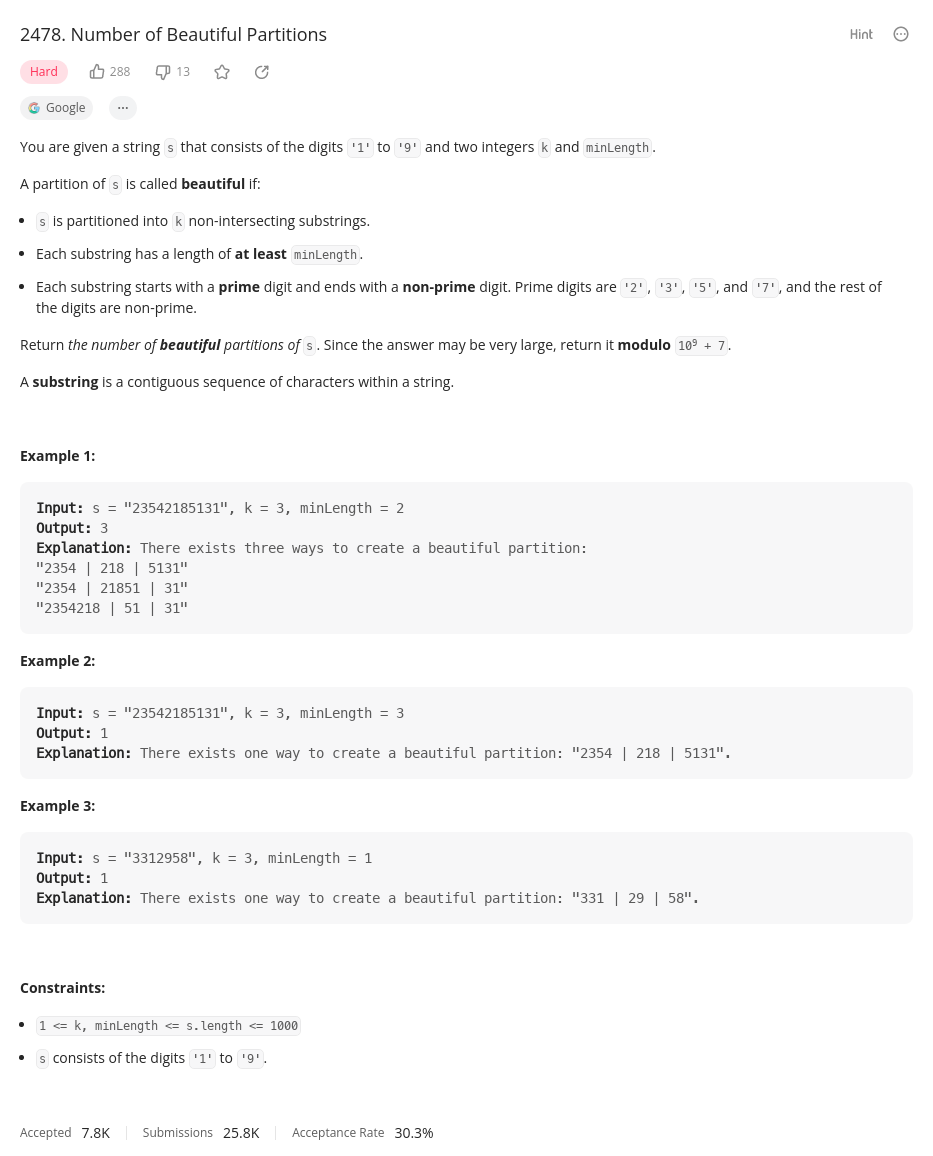 2478. Number of Beautiful Partitions
Hint
Hard
288
13
Google
...
You are given a string s that consists of the digits '1' to '9' and two integers k and minLength.
A partition of s is called beautiful if:
• s is partitioned into k non-intersecting substrings.
• Each substring has a length of at least minLength.
• Each substring starts with a prime digit and ends with a non-prime digit. Prime digits are '2', '3', '5', and '7', and the rest of
the digits are non-prime.
Return the number of beautiful partitions of s. Since the answer may be very large, return it modulo 10⁹ + 7.
A substring is a contiguous sequence of characters within a string.
Example 1:
Input: s = "23542185131", k = 3, minLength = 2
Output: 3
Explanation: There exists three ways to create a beautiful partition:
"2354 | 218 | 5131"
"2354 | 21851 | 31"
"2354218 | 51 | 31"
Example 2:
Input: s = "23542185131", k = 3, minLength = 3
Output: 1
Explanation: There exists one way to create a beautiful partition: "2354 | 218 | 5131".
Example 3:
Input: s = "3312958", k = 3, minLength = 1
Output: 1
Explanation: There exists one way to create a beautiful partition: "331 | 29 | 58".
Constraints:
• 1 <= k, minLength <= s.length <= 1000
• s consists of the digits '1' to '9'.
Accepted 7.8K Submissions 25.8K Acceptance Rate 30.3%